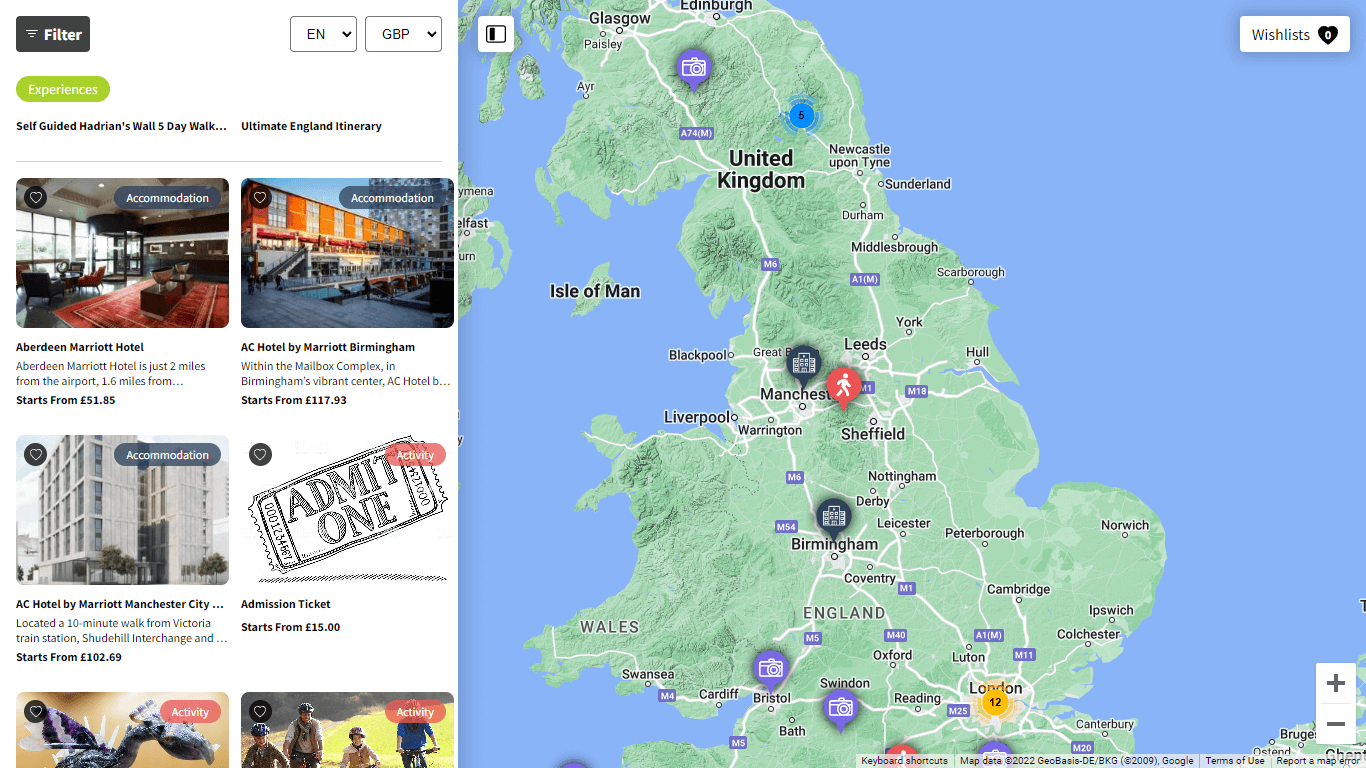 Filter
EN
GBP
Experiences
Self Guided Hadrian's Wall 5 Day Walk...
Ultimate England Itinerary
Accommodation
Accommodation
Aberdeen Marriott Hotel
Aberdeen Marriott Hotel is just 2 miles
from the airport, 1.6 miles from…
Starts From £51.85
AC Hotel by Marriott Birmingham
Within the Mailbox Complex, in
Birmingham's vibrant center, AC Hotel b…
Starts From £117.93
Accommodation
Activity
ADMIT
ONE
AC Hotel by Marriott Manchester City ...
Located a 10-minute walk from Victoria
train station, Shudehill Interchange and …
Starts From £102.69
Admission Ticket
Starts From £15.00
Activity
Activity
Wishlists 0
Edinburgh
Glasgow
Paisley
Ayr
5
A74(M)
United
Kingdom
Newcastle
upon Tyne
Sunderland
Durham
Middlesbrough
M6
A1(M)
Scarborough
Isle of Man
York
Leeds
Hull
Blackpool
M1
M18
Liverpool
Warrington
Sheffield
M6
Nottingham
Derby
M54
Leicester
Peterborough
Norwich
Birmingham
Coventry
M1
Cambridge
ENGLAND
Ipswich
WALES
M5
M40
A1(M)
Colchester
Oxford
Luton
M11
Swansea
M4
Cardiff
Bristol
Swindon
Reading
London
12
M25
Bath
Canterbury
M5
M20
Ostend
Keyboard shortcuts
Map data ©2022 GeoBasis-DE/BKG (©2009), Google
Terms of Use
Report a map error